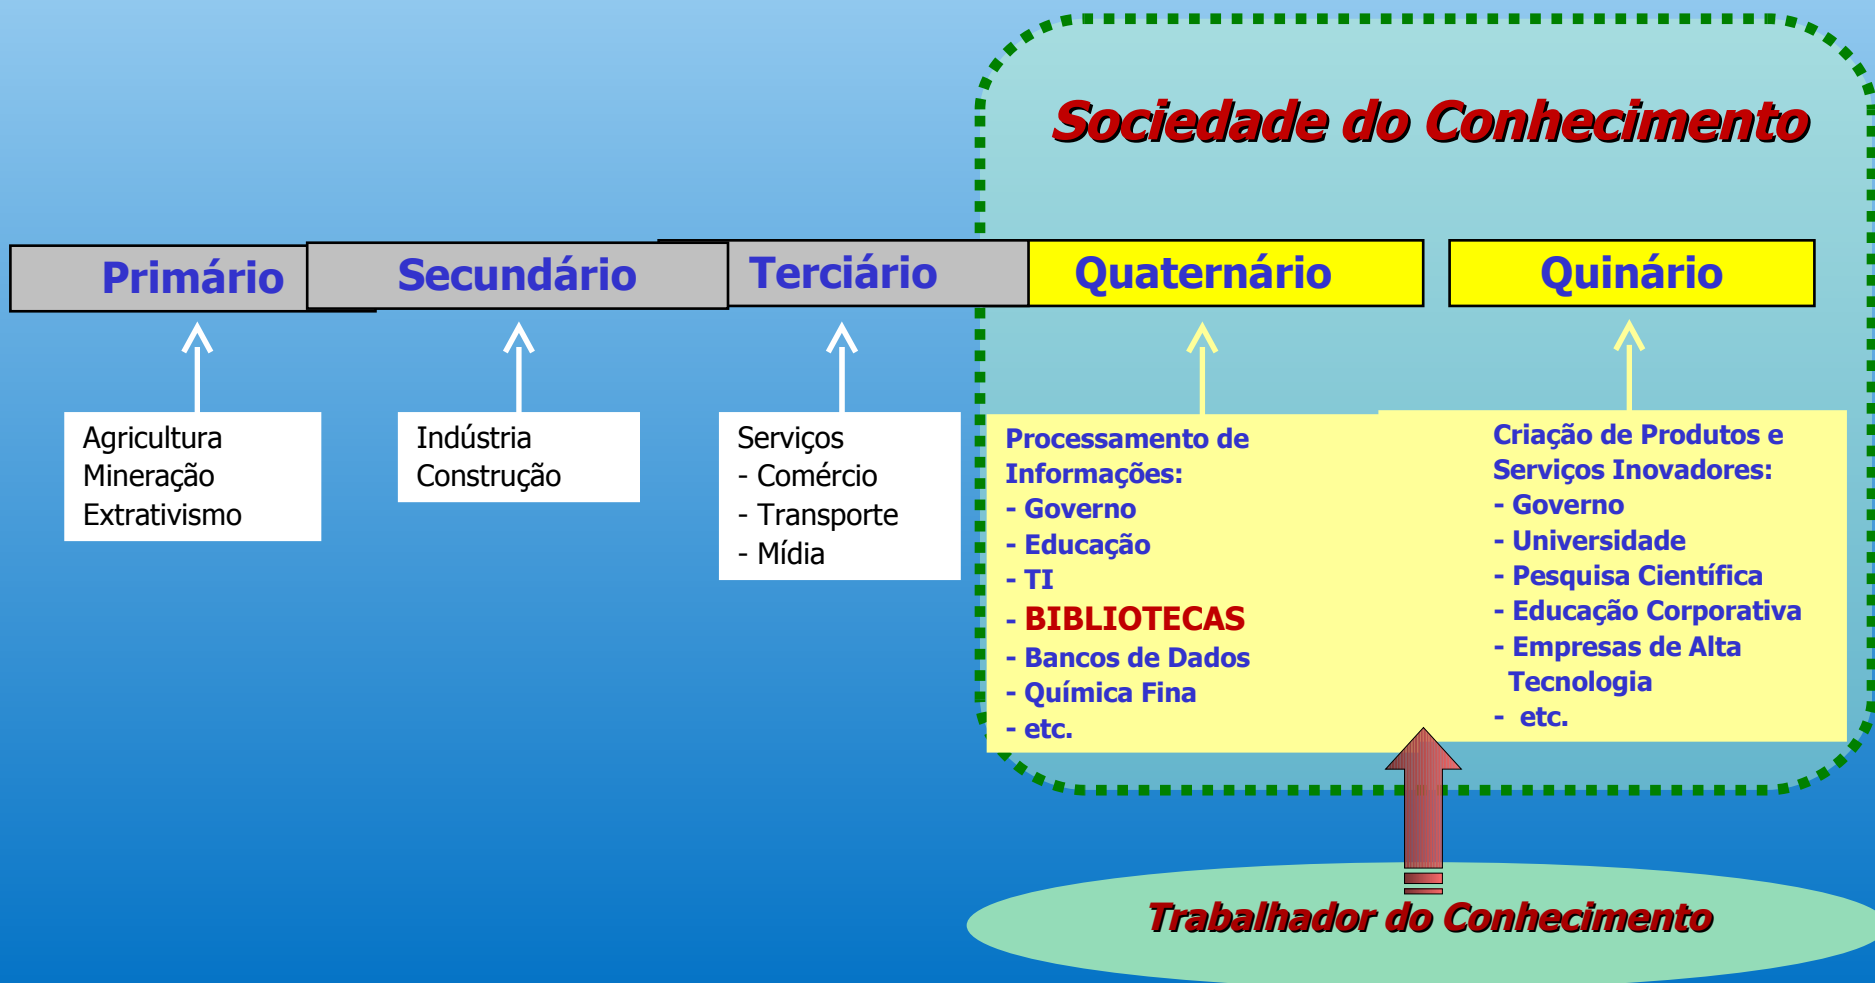 Sociedade do Conhecimento
Primário
Secundário
Terciário
Quaternário
Quinário
Agricultura
Mineração
Extrativismo
Indústria
Construção
Serviços
- Comércio
- Transporte
- Mídia
Processamento de
Informações:
- Governo
- Educação
- TI
- BIBLIOTECAS
- Bancos de Dados
- Química Fina
- etc.
Criação de Produtos e
Serviços Inovadores:
- Governo
- Universidade
- Pesquisa Científica
- Educação Corporativa
- Empresas de Alta
Tecnologia
- etc.
Trabalhador do Conhecimento